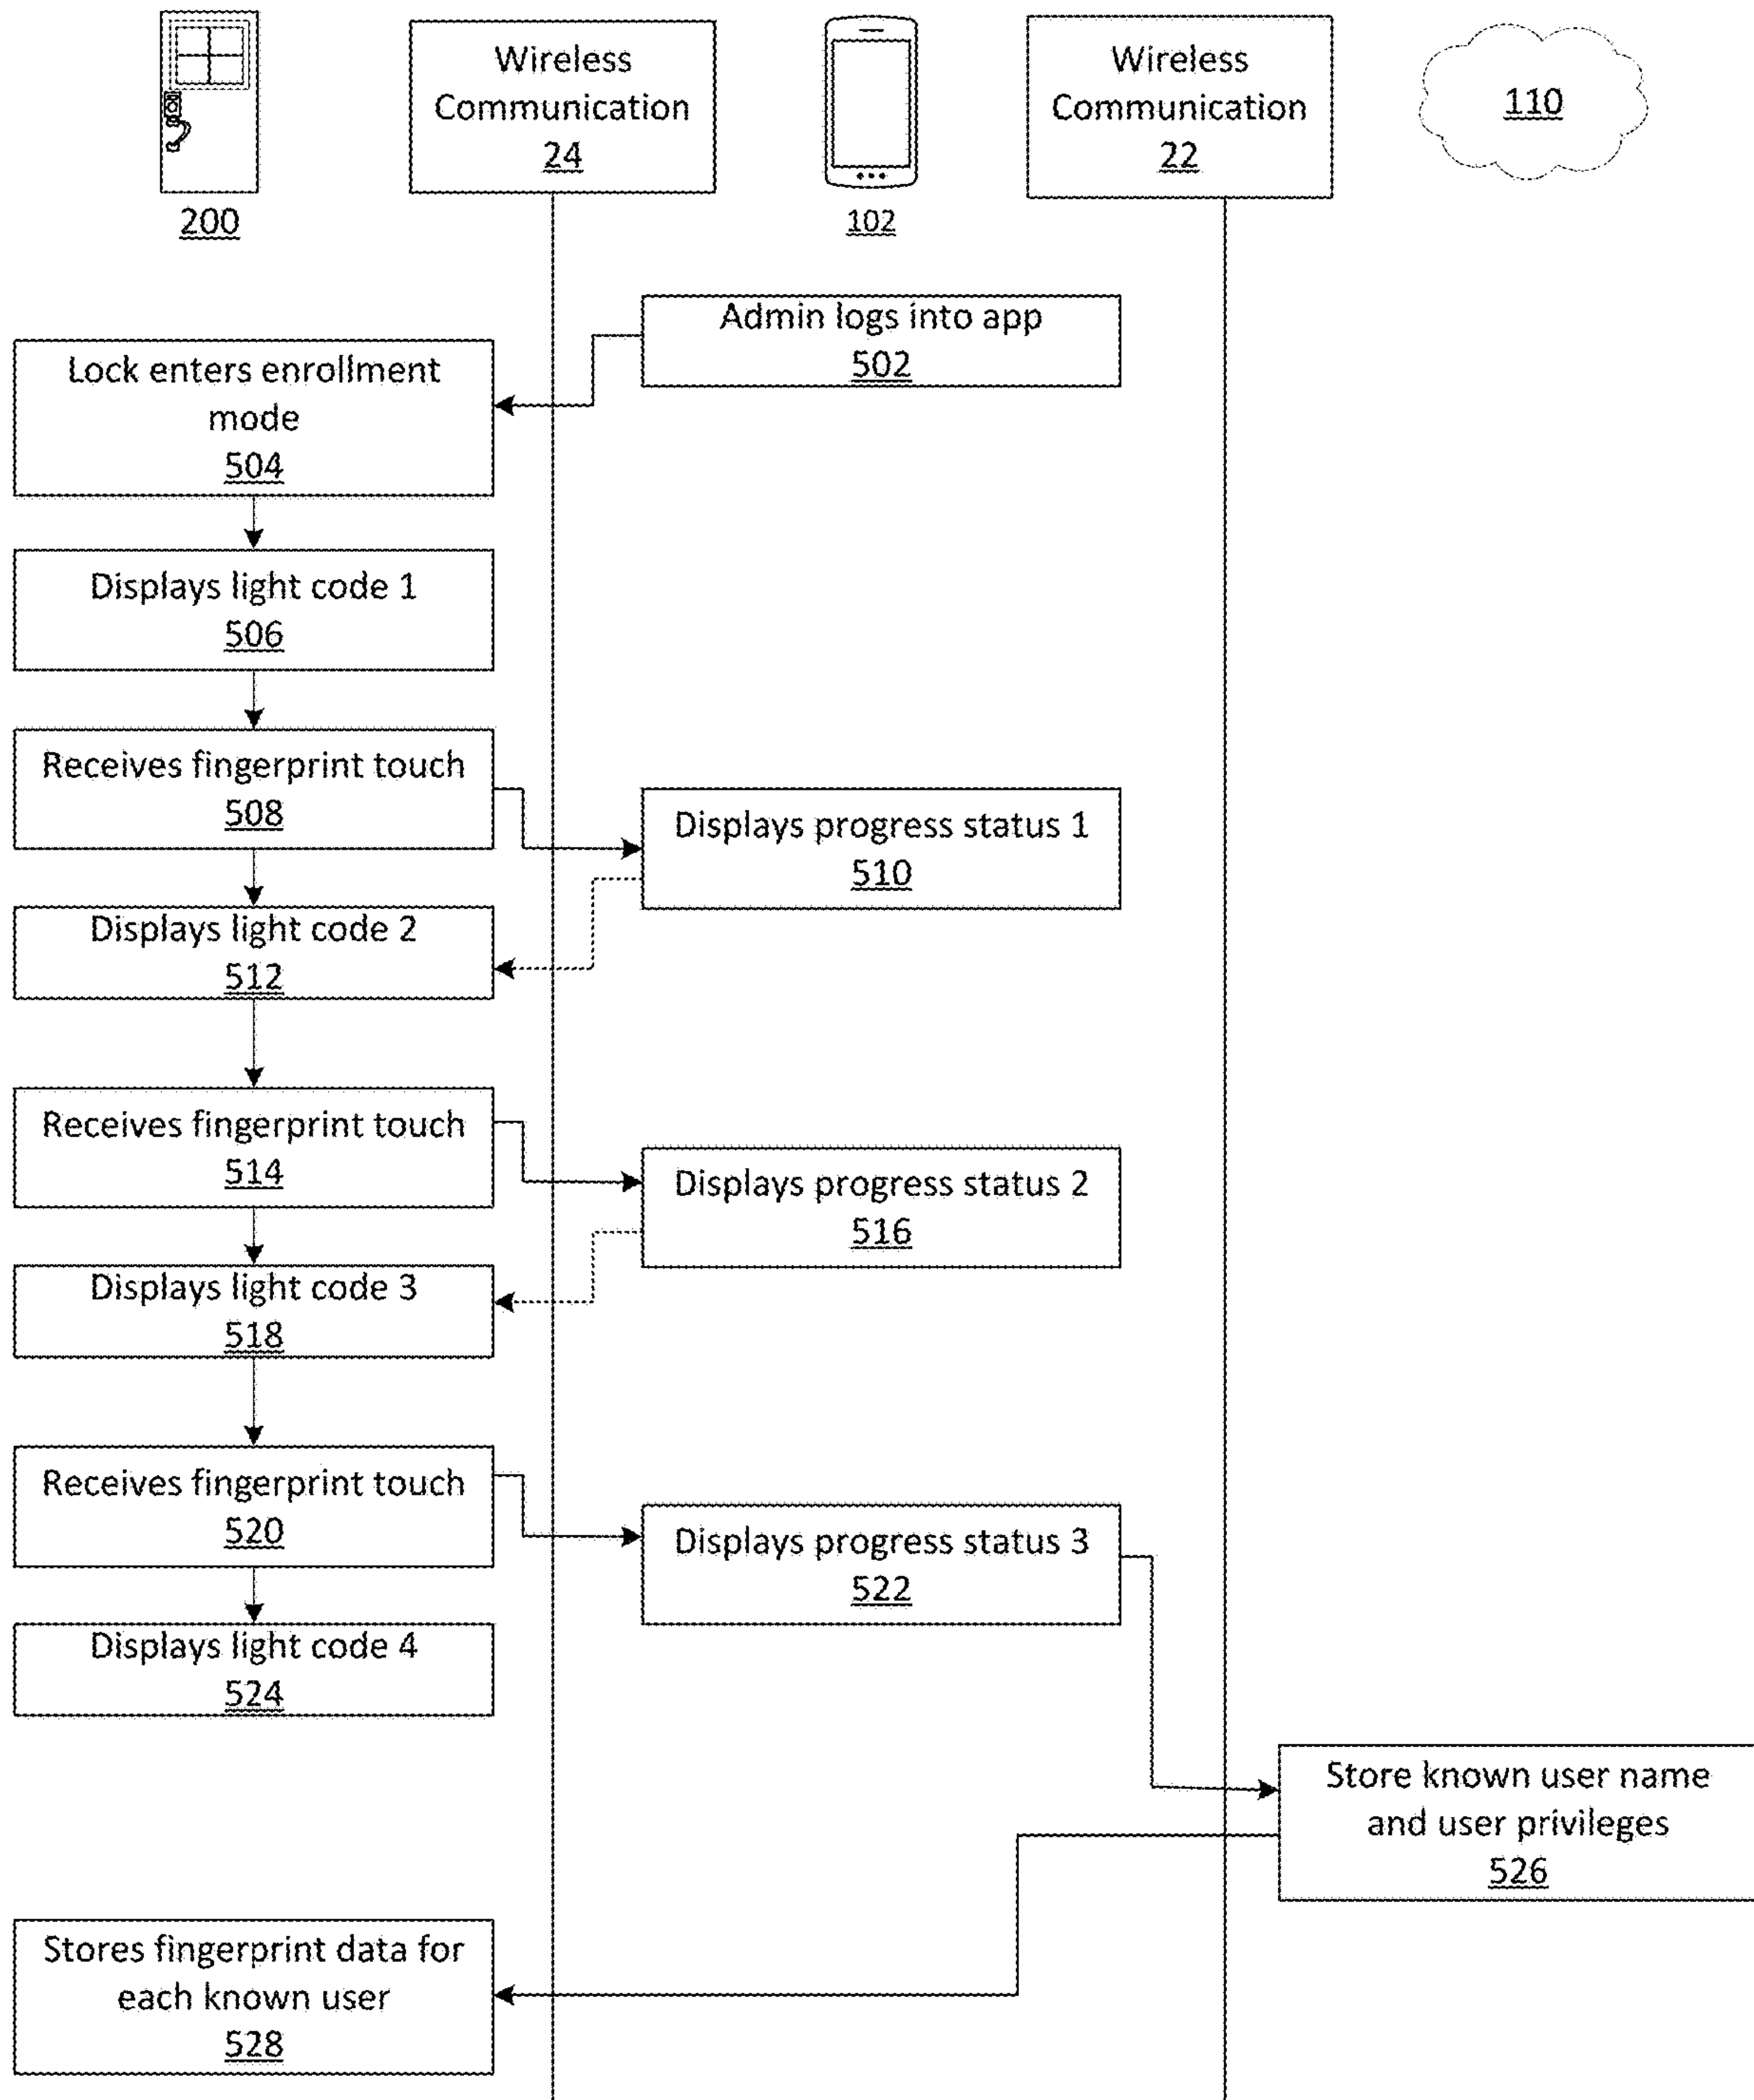 Wireless
Communication
24
Wireless
Communication
22
110
200
102
Admin logs into app
502
Lock enters enrollment
mode
504
Displays light code 1
506
Receives fingerprint touch
508
Displays progress status 1
510
Displays light code 2
512
Receives fingerprint touch
514
Displays progress status 2
516
Displays light code 3
518
Receives fingerprint touch
520
Displays progress status 3
522
Displays light code 4
524
Store known user name
and user privileges
526
Stores fingerprint data for
each known user
528